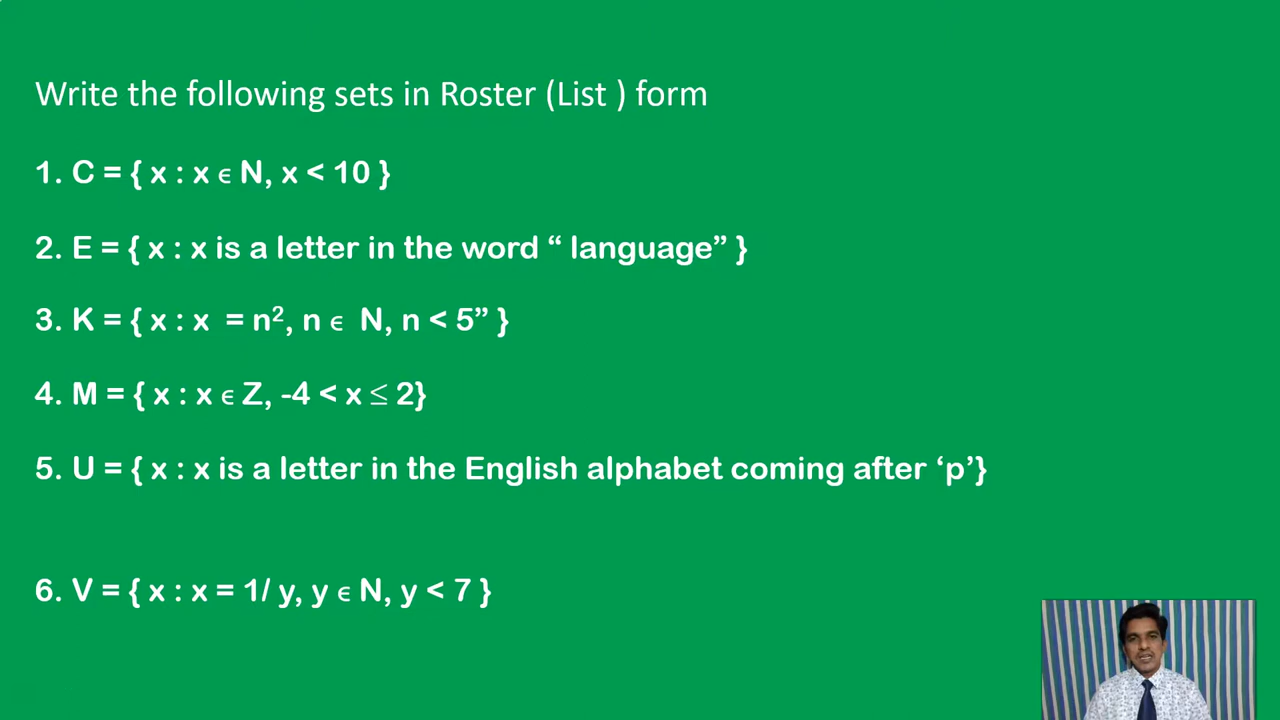 Write the following sets in Roster (List ) form
1. C = { x : x ϵ N, x < 10 }
2. E = { x : x is a letter in the word “ language” }
3. K = { x : x  = n², n ϵ  N, n < 5” }
4. M = { x : x ϵ Z, -4 < x ≤ 2}
5. U = { x : x is a letter in the English alphabet coming after ‘p’}
6. V = { x : x = 1/ y, y ϵ N, y < 7 }